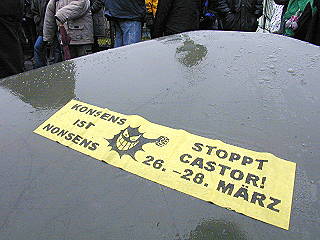 KONSENS
IST
NONSENS
STOPPT
CASTOR!
26.-28. MÄRZ